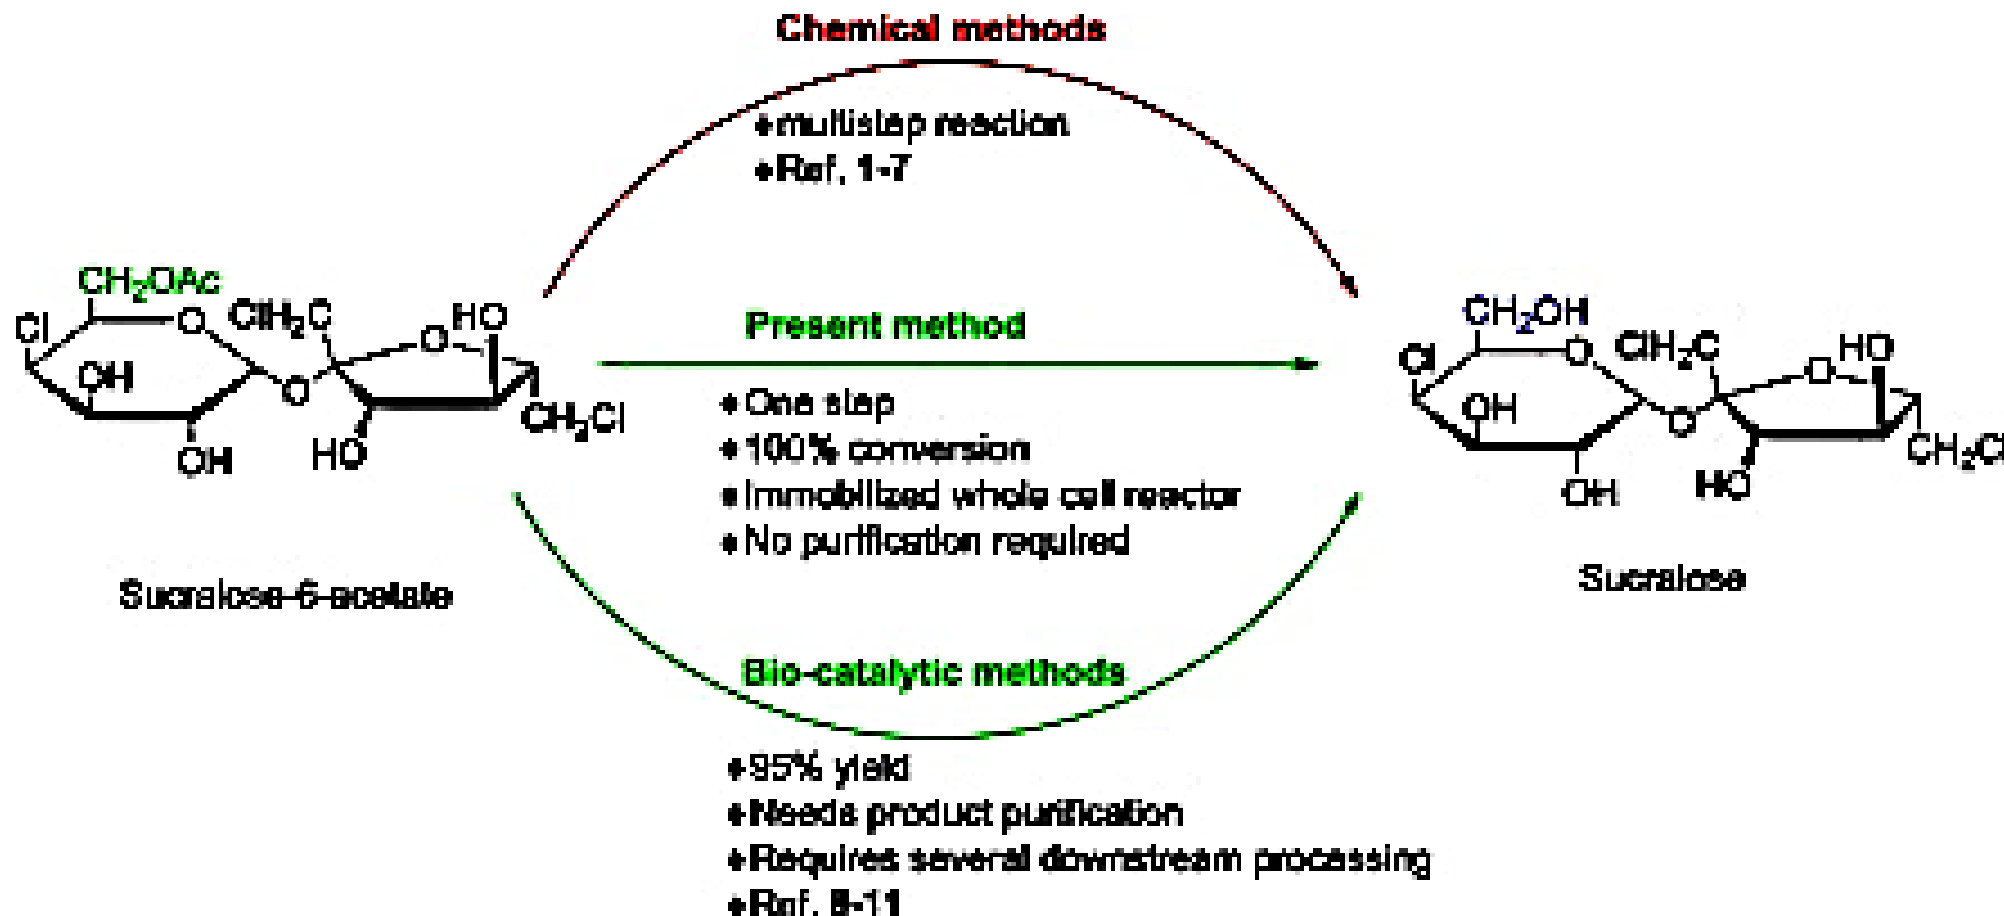 Chemical methods
♦multistep reaction
♦Ref. 1-7
CH2OAc
Cl
O
ClH2C
O
HO
OH
O
CH2Cl
OH
HO
Sucralose-6-acetate
Present method
♦One step
♦100% conversion
♦Immobilized whole cell reactor
♦No purification required
CH2OH
Cl
O
ClH2C
O
HO
OH
O
CH2Cl
OH
HO
Sucralose
Bio-catalytic methods
♦95% yield
♦Needs product purification
♦Requires several downstream processing
♦Ref. 8-11